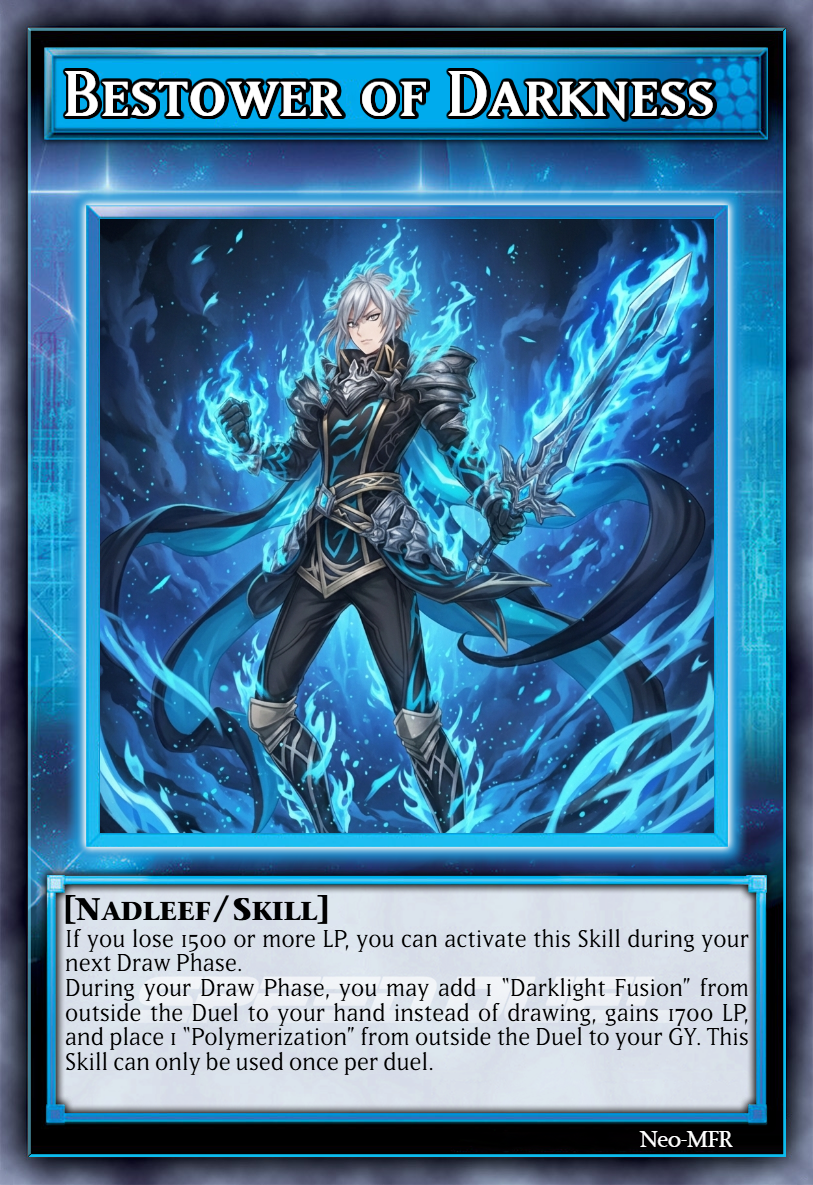 Bestower of Darkness
[Nadleef/Skill]
If you lose 1500 or more LP, you can activate this Skill during your
next Draw Phase.
During your Draw Phase, you may add 1 "Darklight Fusion" from
outside the Duel to your hand instead of drawing, gains 1700 LP,
and place 1 "Polymerization" from outside the Duel to your GY. This
Skill can only be used once per duel.
SPEED DUEL
Neo-MFR